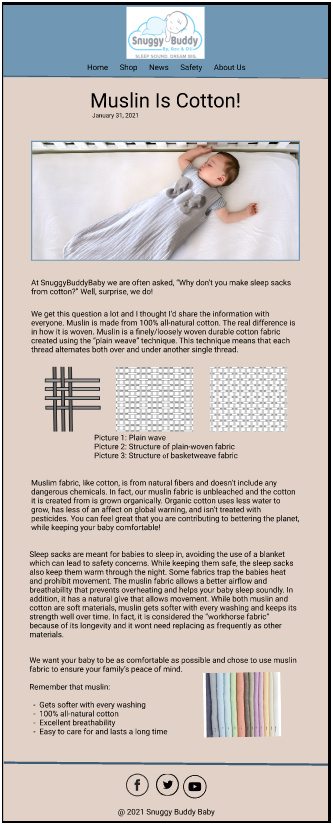 Snuggy Buddy
By, Bev & Oz
SLEEP SOUND. DREAM BIG.
Home Shop News Safety About Us
Muslin Is Cotton!
January 31, 2021
At SnuggyBuddyBaby we are often asked, “Why don't you make sleep sacks
from cotton?” Well, surprise, we do!
We get this question a lot and I thought I'd share the information with
everyone. Muslin is made from 100% all-natural cotton. The real difference is
in how it is woven. Muslin is a finely/loosely woven durable cotton fabric
created using the “plain weave” technique. This technique means that each
thread alternates both over and under another single thread.
Picture 1: Plain wave
Picture 2: Structure of plain-woven fabric
Picture 3: Structure of basketweave fabric
Muslim fabric, like cotton, is from natural fibers and doesn't include any
dangerous chemicals. In fact, our muslin fabric is unbleached and the cotton
it is created from is grown organically. Organic cotton uses less water to
grow, has less of an affect on global warning, and isn't treated with
pesticides. You can feel great that you are contributing to bettering the planet,
while keeping your baby comfortable!
Sleep sacks are meant for babies to sleep in, avoiding the use of a blanket
which can lead to safety concerns. While keeping them safe, the sleep sacks
also keep them warm through the night. Some fabrics trap the babies heat
and prohibit movement. The muslin fabric allows a better airflow and
breathability that prevents overheating and helps your baby sleep soundly. In
addition, it has a natural give that allows movement. While both muslin and
cotton are soft materials, muslin gets softer with every washing and keeps its
strength well over time. In fact, it is considered the “workhorse fabric”
because of its longevity and it wont need replacing as frequently as other
materials.
We want your baby to be as comfortable as possible and chose to use muslin
fabric to ensure your family's peace of mind.
Remember that muslin:
- Gets softer with every washing
- 100% all-natural cotton
- Excellent breathability
- Easy to care for and lasts a long time
@ 2021 Snuggy Buddy Baby